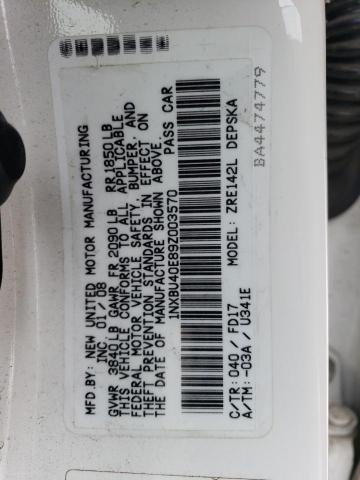 MFD.BY: NEW UNITED MOTOR MANUFACTURING
INC. 01/08
GVWR 3840LB GAWR FR 2090LB RR 1850LB
THIS VEHICLE CONFORMS TO ALL APPLICABLE
FEDERAL MOTOR VEHICLE SAFETY, BUMPER, AND
THEFT PREVENTION STANDARDS IN EFFECT ON
THE DATE OF MANUFACTURE SHOWN ABOVE.
1NXBU40E89Z003570 PASS CAR
C/TR: 040 / FD17 MODEL: ZRE142L DEPSKA
A/TM: -03A / U341E
BA4474779